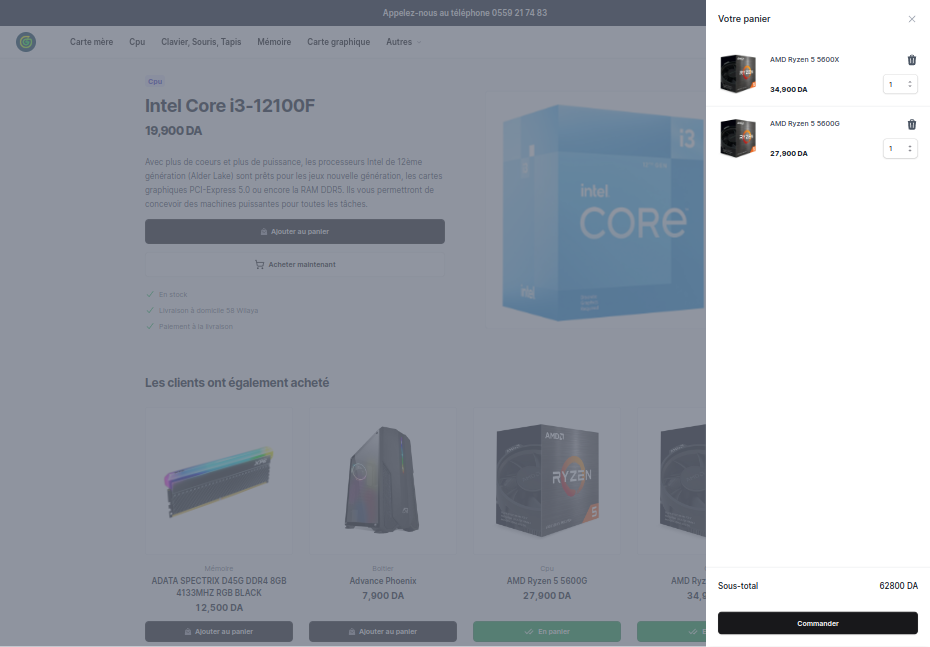 Appelez-nous au téléphone 0559 21 74 83
Carte mère Cpu Clavier, Souris, Tapis Mémoire Carte graphique Autres
Cpu
Intel Core i3-12100F
19,900 DA
Avec plus de coeurs et plus de puissance, les processeurs Intel de 12ème
génération (Alder Lake) sont prêts pour les jeux nouvelle génération, les cartes
graphiques PCI-Express 5.0 ou encore la RAM DDR5. Ils vous permettront de
concevoir des machines puissantes pour toutes les tâches.
Ajouter au panier
Acheter maintenant
En stock
Livraison à domicile 58 Wilaya
Paiement à la livraison
i3
intel
CORe
intel
Les clients ont également acheté
AMD
RYZEN
5
Mémoire
ADATA SPECTRIX D45G DDR4 8GB
4133MHZ RGB BLACK
12,500 DA
Ajouter au panier
Boitier
Advance Phoenix
7,900 DA
Ajouter au panier
Cpu
AMD Ryzen 5 5600G
27,900 DA
En panier
AMD Ryz
34,9
Votre panier
RYZEN
AMD Ryzen 5 5600X
34,900 DA
1
RYZEN
AMD Ryzen 5 5600G
27,900 DA
1
Sous-total 62800 DA
Commander